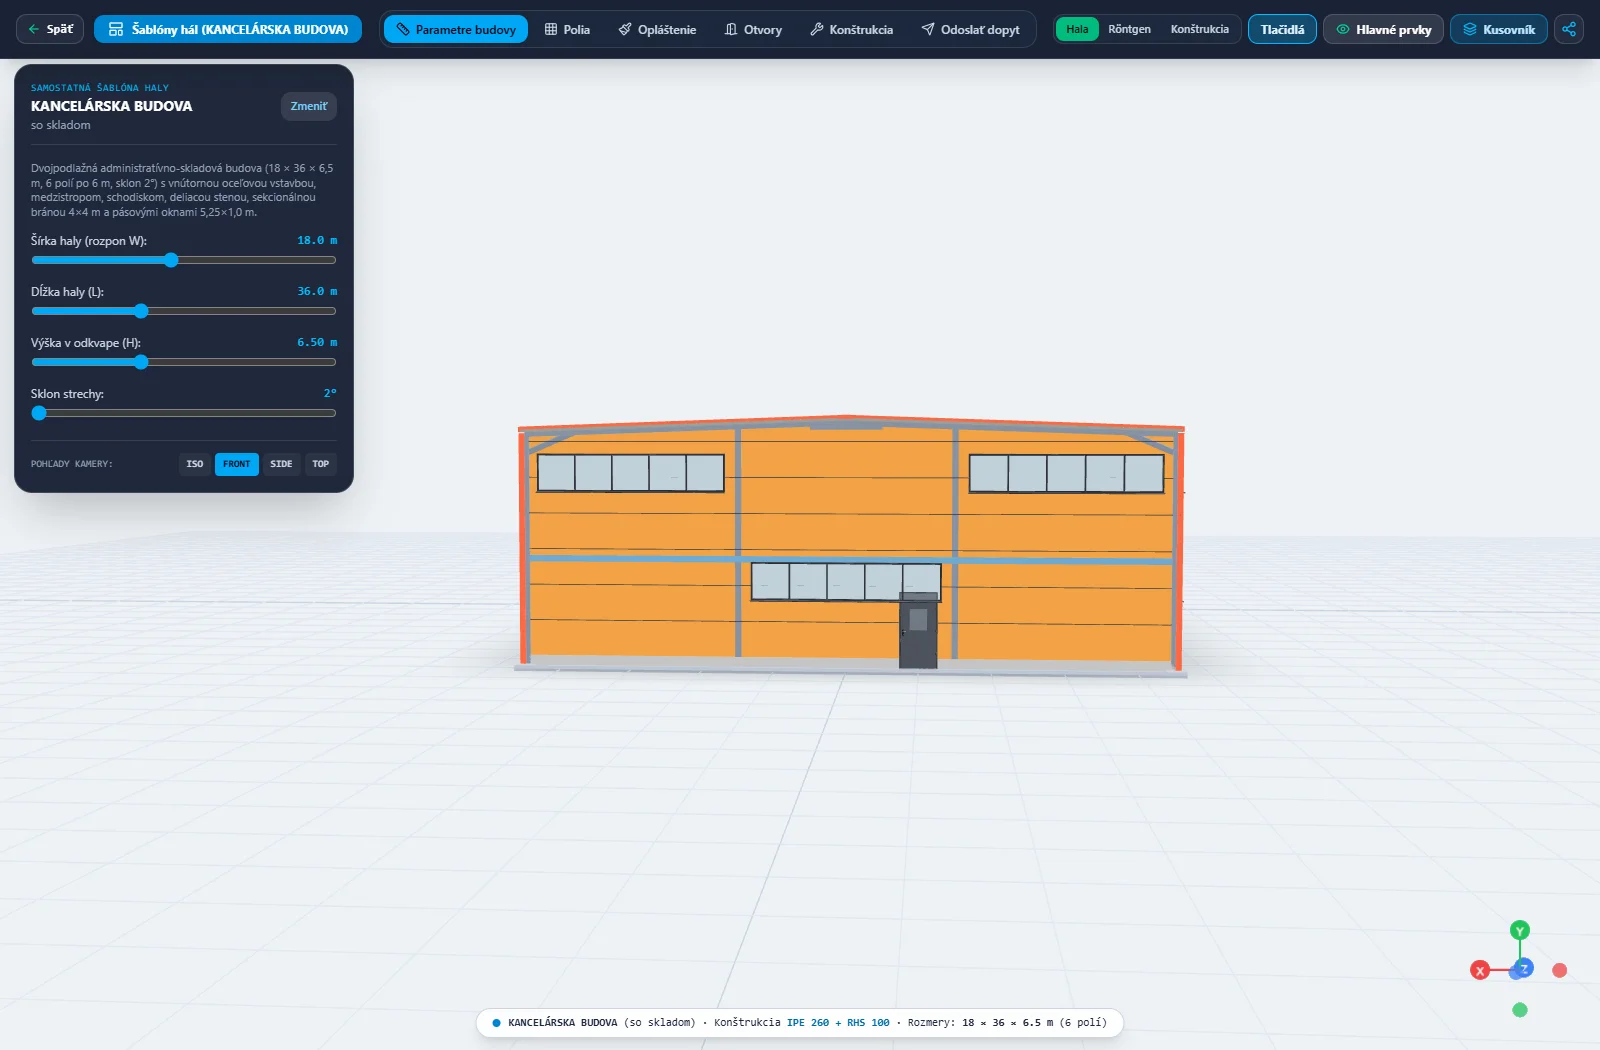 Späť
Šablóny hál (KANCELÁRSKA BUDOVA)
Parametre budovy
Polia
Opláštenie
Otvory
Konštrukcia
Odoslať dopyt
Hala
Röntgen
Konštrukcia
Tlačidlá
Hlavné prvky
Kusovník
SAMOSTATNÁ ŠABLÓNA HALY
KANCELÁRSKA BUDOVA
so skladom
Zmeniť
Dvojpodlažná administratívno-skladová budova (18 × 36 × 6,5
m, 6 polí po 6 m, sklon 2°) s vnútornou oceľovou vstavbou,
medzistropom, schodiskom, deliacou stenou, sekcionálnou
bránou 4×4 m a pásovými oknami 5,25×1,0 m.
Šírka haly (rozpon W): 18.0 m
Dĺžka haly (L): 36.0 m
Výška v odkvape (H): 6.50 m
Sklon strechy: 2°
POHĽADY KAMERY: ISO FRONT SIDE TOP
Y
X
Z
KANCELÁRSKA BUDOVA (so skladom) · Konštrukcia IPE 260 + RHS 100 · Rozmery: 18 × 36 × 6.5 m (6 polí)